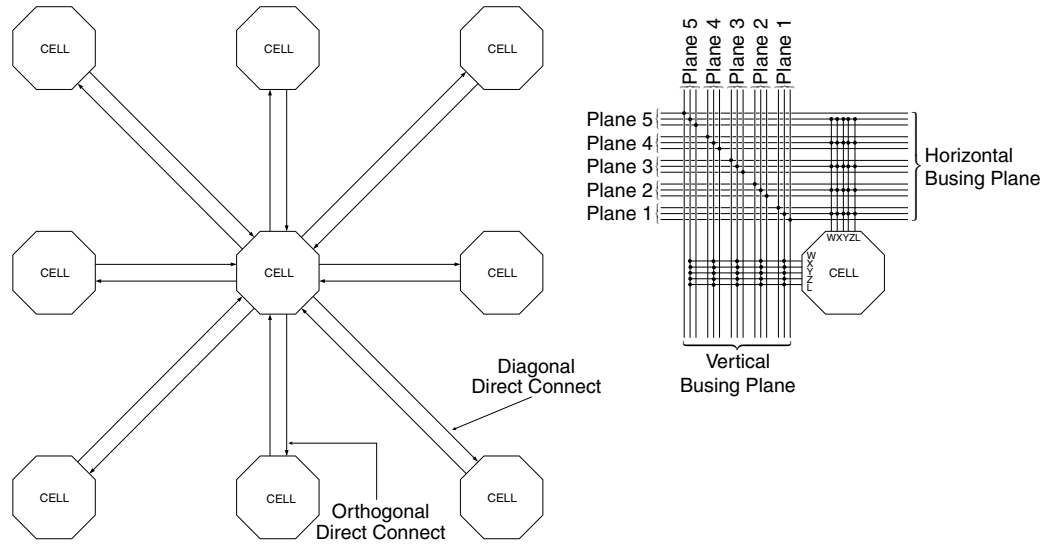 CELL
CELL
CELL
CELL
CELL
CELL
CELL
CELL
CELL
Diagonal
Direct Connect
Orthogonal
Direct Connect
Plane 5
Plane 4
Plane 3
Plane 2
Plane 1
Plane 5
Plane 4
Plane 3
Plane 2
Plane 1
Horizontal
Busing Plane
WXYZL
W
X
Y
Z
L
CELL
Vertical
Busing Plane